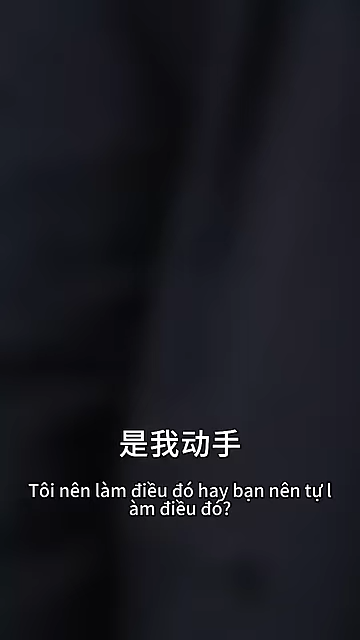 是我动手
Tôi nên làm điều đó hay bạn nên tự l
àm điều đó?